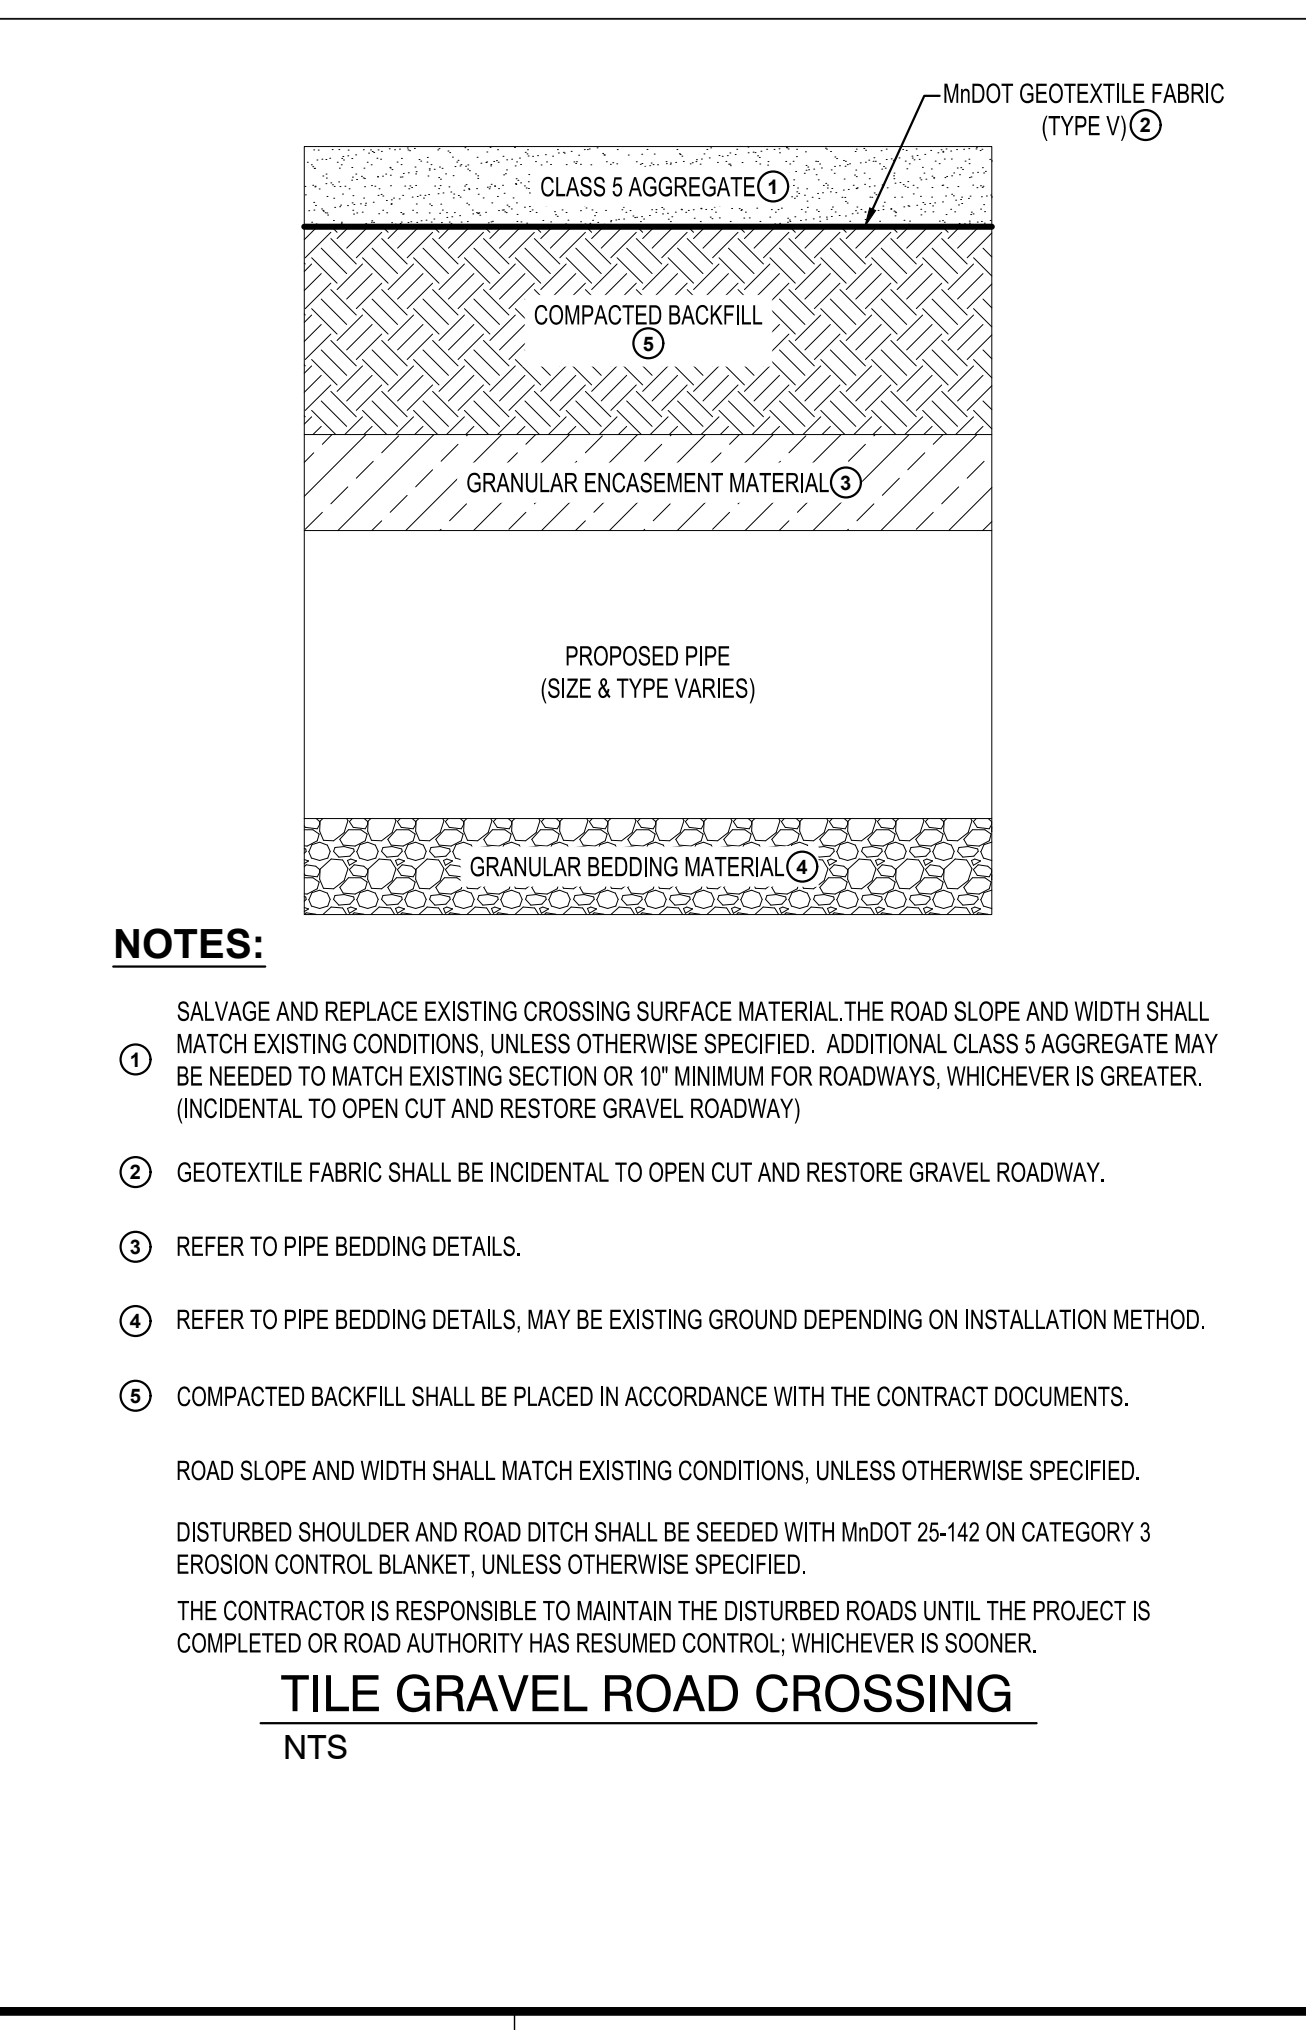 MnDOT GEOTEXTILE FABRIC
(TYPE V) 2
CLASS 5 AGGREGATE 1
COMPACTED BACKFILL
5
GRANULAR ENCASEMENT MATERIAL 3
PROPOSED PIPE
(SIZE & TYPE VARIES)
GRANULAR BEDDING MATERIAL 4
NOTES:
1 SALVAGE AND REPLACE EXISTING CROSSING SURFACE MATERIAL.THE ROAD SLOPE AND WIDTH SHALL
MATCH EXISTING CONDITIONS, UNLESS OTHERWISE SPECIFIED. ADDITIONAL CLASS 5 AGGREGATE MAY
BE NEEDED TO MATCH EXISTING SECTION OR 10" MINIMUM FOR ROADWAYS, WHICHEVER IS GREATER.
(INCIDENTAL TO OPEN CUT AND RESTORE GRAVEL ROADWAY)
2 GEOTEXTILE FABRIC SHALL BE INCIDENTAL TO OPEN CUT AND RESTORE GRAVEL ROADWAY.
3 REFER TO PIPE BEDDING DETAILS.
4 REFER TO PIPE BEDDING DETAILS, MAY BE EXISTING GROUND DEPENDING ON INSTALLATION METHOD.
5 COMPACTED BACKFILL SHALL BE PLACED IN ACCORDANCE WITH THE CONTRACT DOCUMENTS.
ROAD SLOPE AND WIDTH SHALL MATCH EXISTING CONDITIONS, UNLESS OTHERWISE SPECIFIED.
DISTURBED SHOULDER AND ROAD DITCH SHALL BE SEEDED WITH MnDOT 25-142 ON CATEGORY 3
EROSION CONTROL BLANKET, UNLESS OTHERWISE SPECIFIED.
THE CONTRACTOR IS RESPONSIBLE TO MAINTAIN THE DISTURBED ROADS UNTIL THE PROJECT IS
COMPLETED OR ROAD AUTHORITY HAS RESUMED CONTROL; WHICHEVER IS SOONER.
TILE GRAVEL ROAD CROSSING
NTS